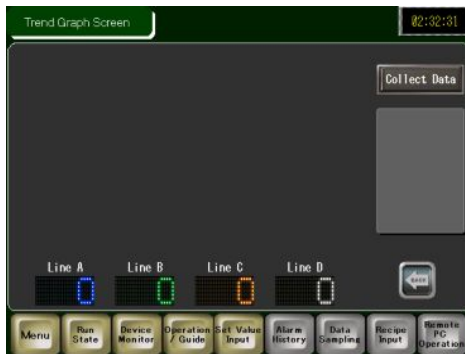 Trend Graph Screen
02:32:31
Collect Data
Line A
Line B
Line C
Line D
0
0
0
0
BACK
Menu
Run
State
Device
Monitor
Operation
/ Guide
Set Value
Input
Alarm
History
Data
Sampling
Recipe
Input
Remote
PC
Operation